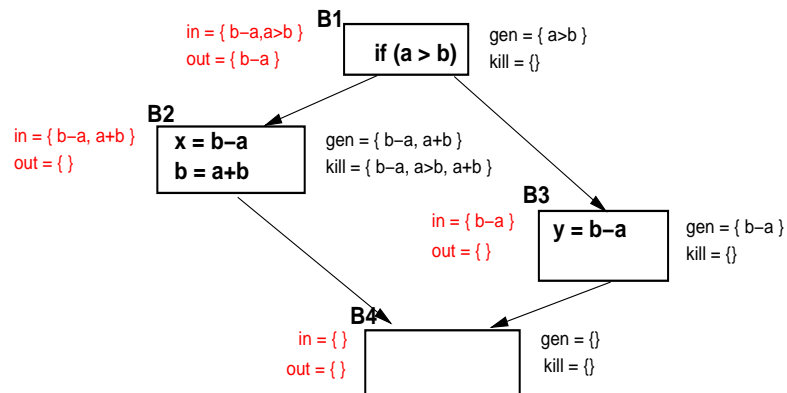 B1
in = { b−a,a>b}
out = { b−a }
if (a > b)
gen = { a>b}
kill = {}
B2
in = { b−a, a+b }
out = { }
x = b−a
b = a+b
gen = { b−a, a+b }
kill = { b−a, a>b, a+b }
B3
in = { b−a }
out = { }
y = b−a
gen = { b−a }
kill = {}
B4
in = { }
out = { }
gen = {}
kill = {}